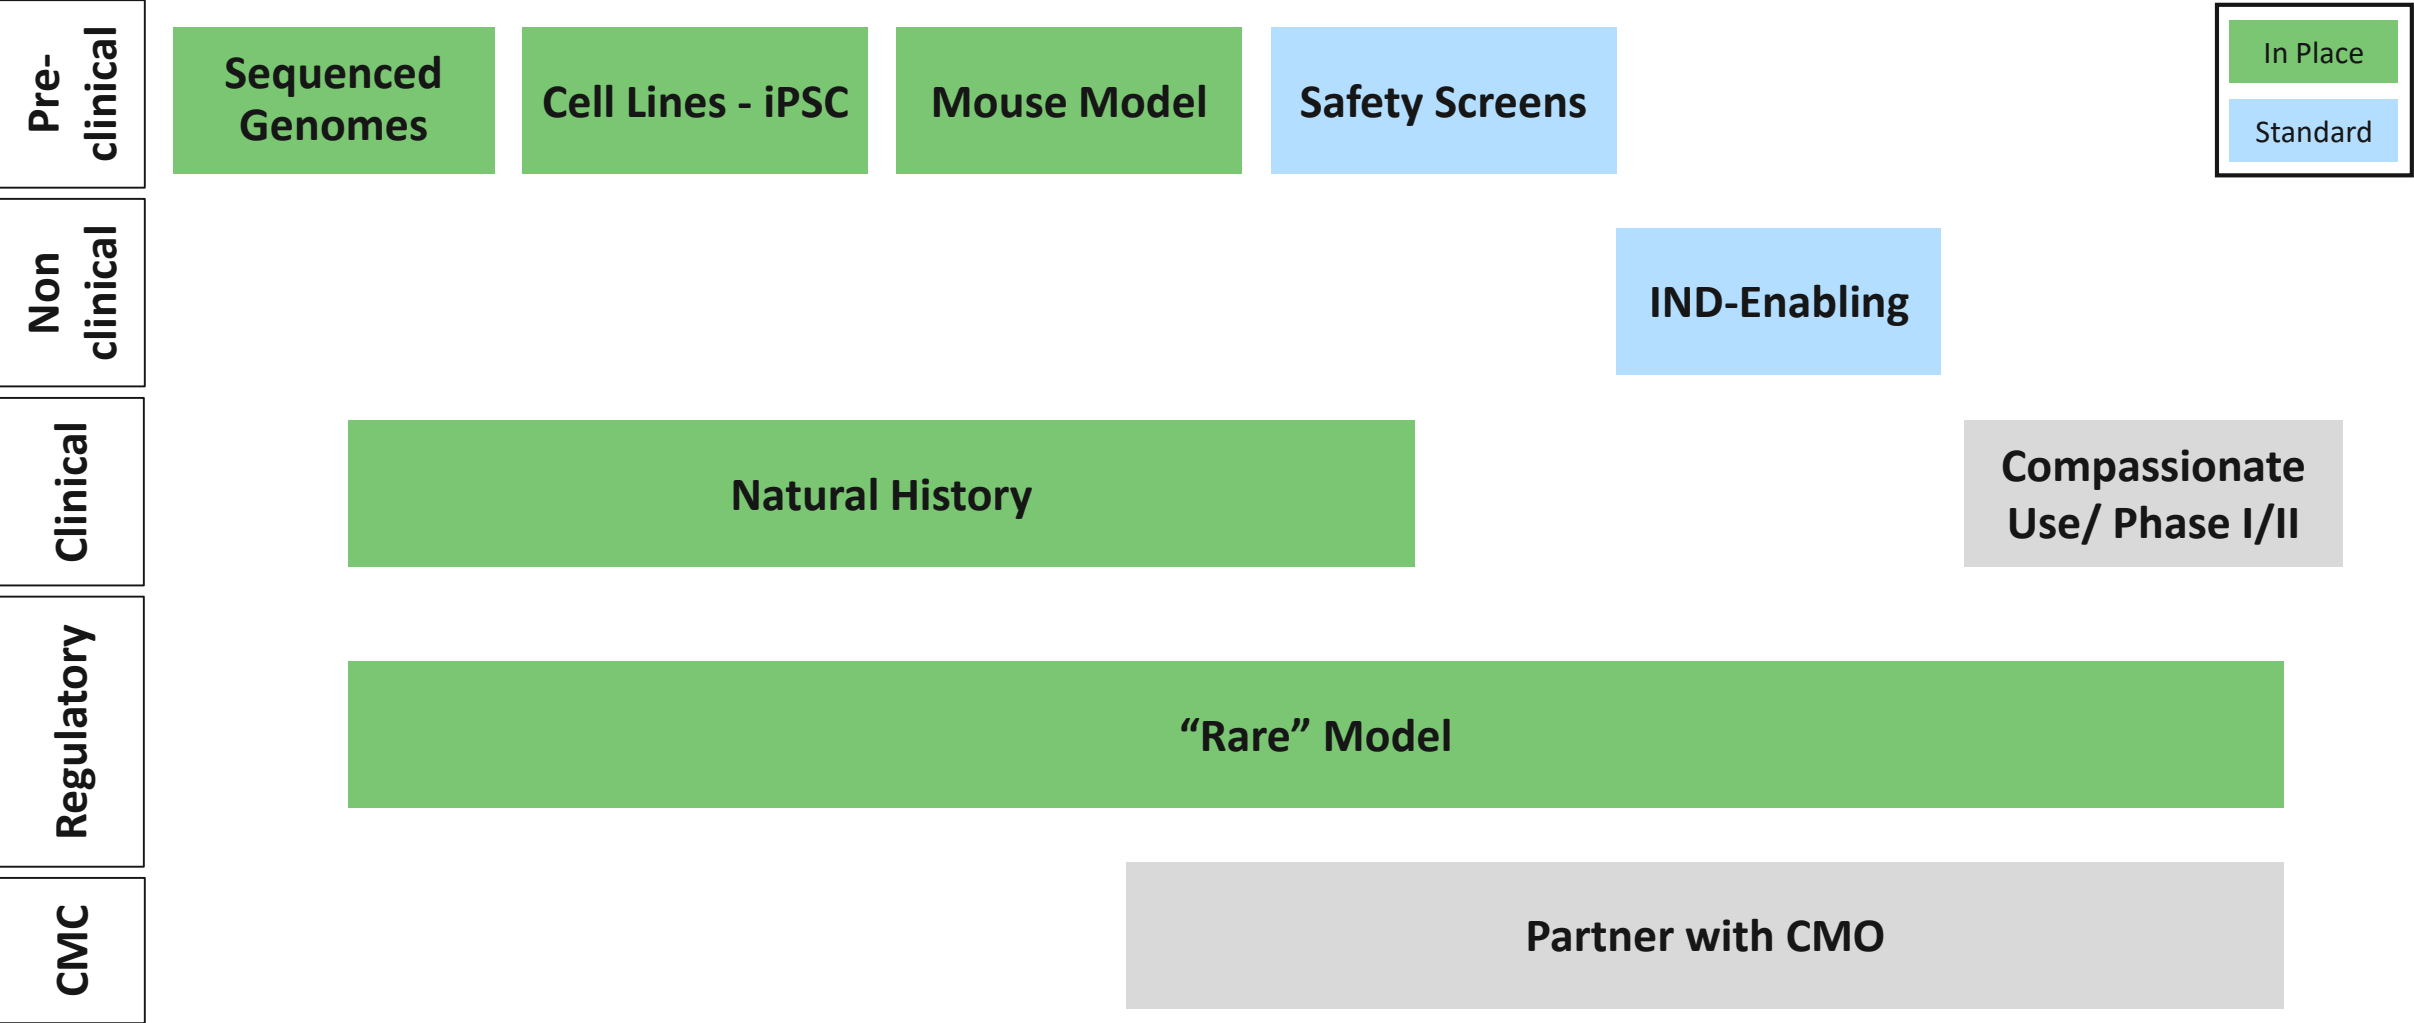 Pre-
clinical
Sequenced
Genomes
Cell Lines - iPSC
Mouse Model
Safety Screens
In Place
Standard
Non
clinical
IND-Enabling
Clinical
Natural History
Compassionate
Use/ Phase I/II
Regulatory
“Rare” Model
CMC
Partner with CMO